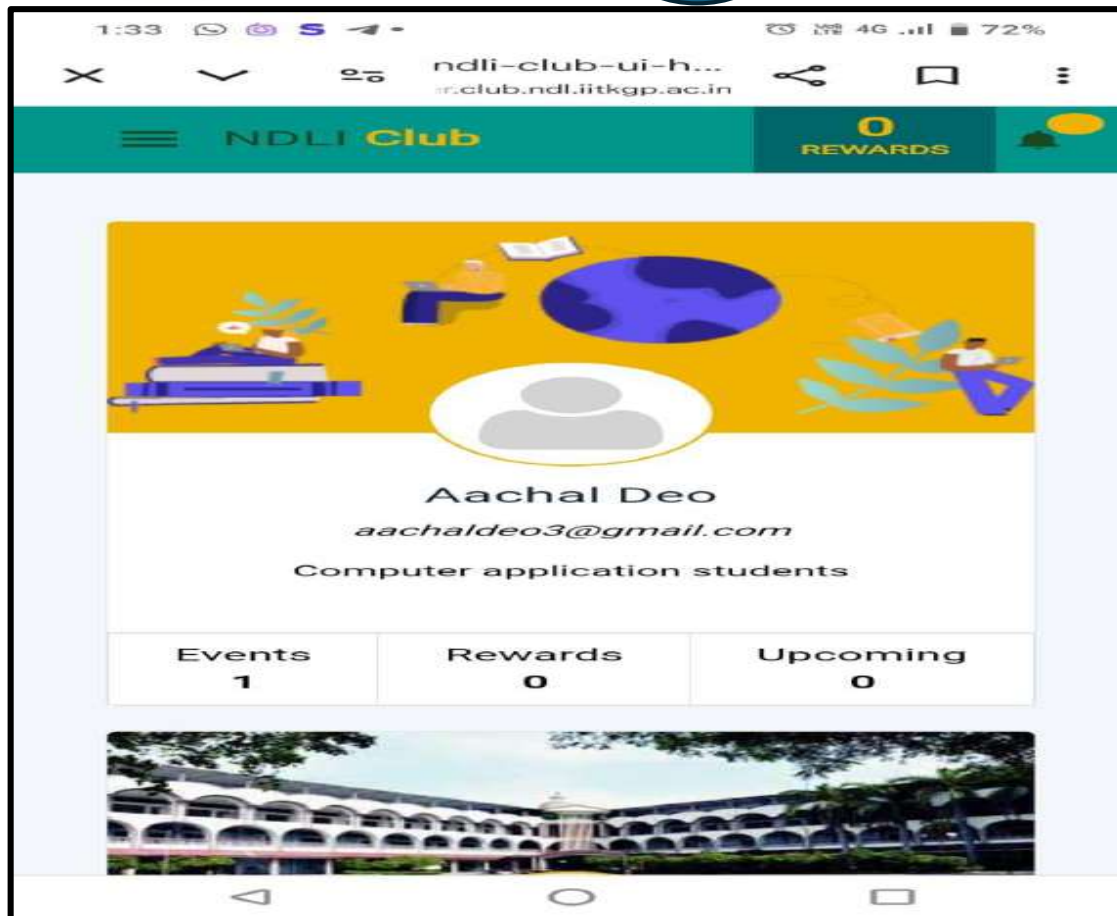 1:33 S VoLTE 4G 72%
ndli-club-ui-h...
r.club.ndl.iitkgp.ac.in
NDLI Club
0
REWARDS
Aachal Deo
aachaldeo3@gmail.com
Computer application students
Events Rewards Upcoming
1 0 0